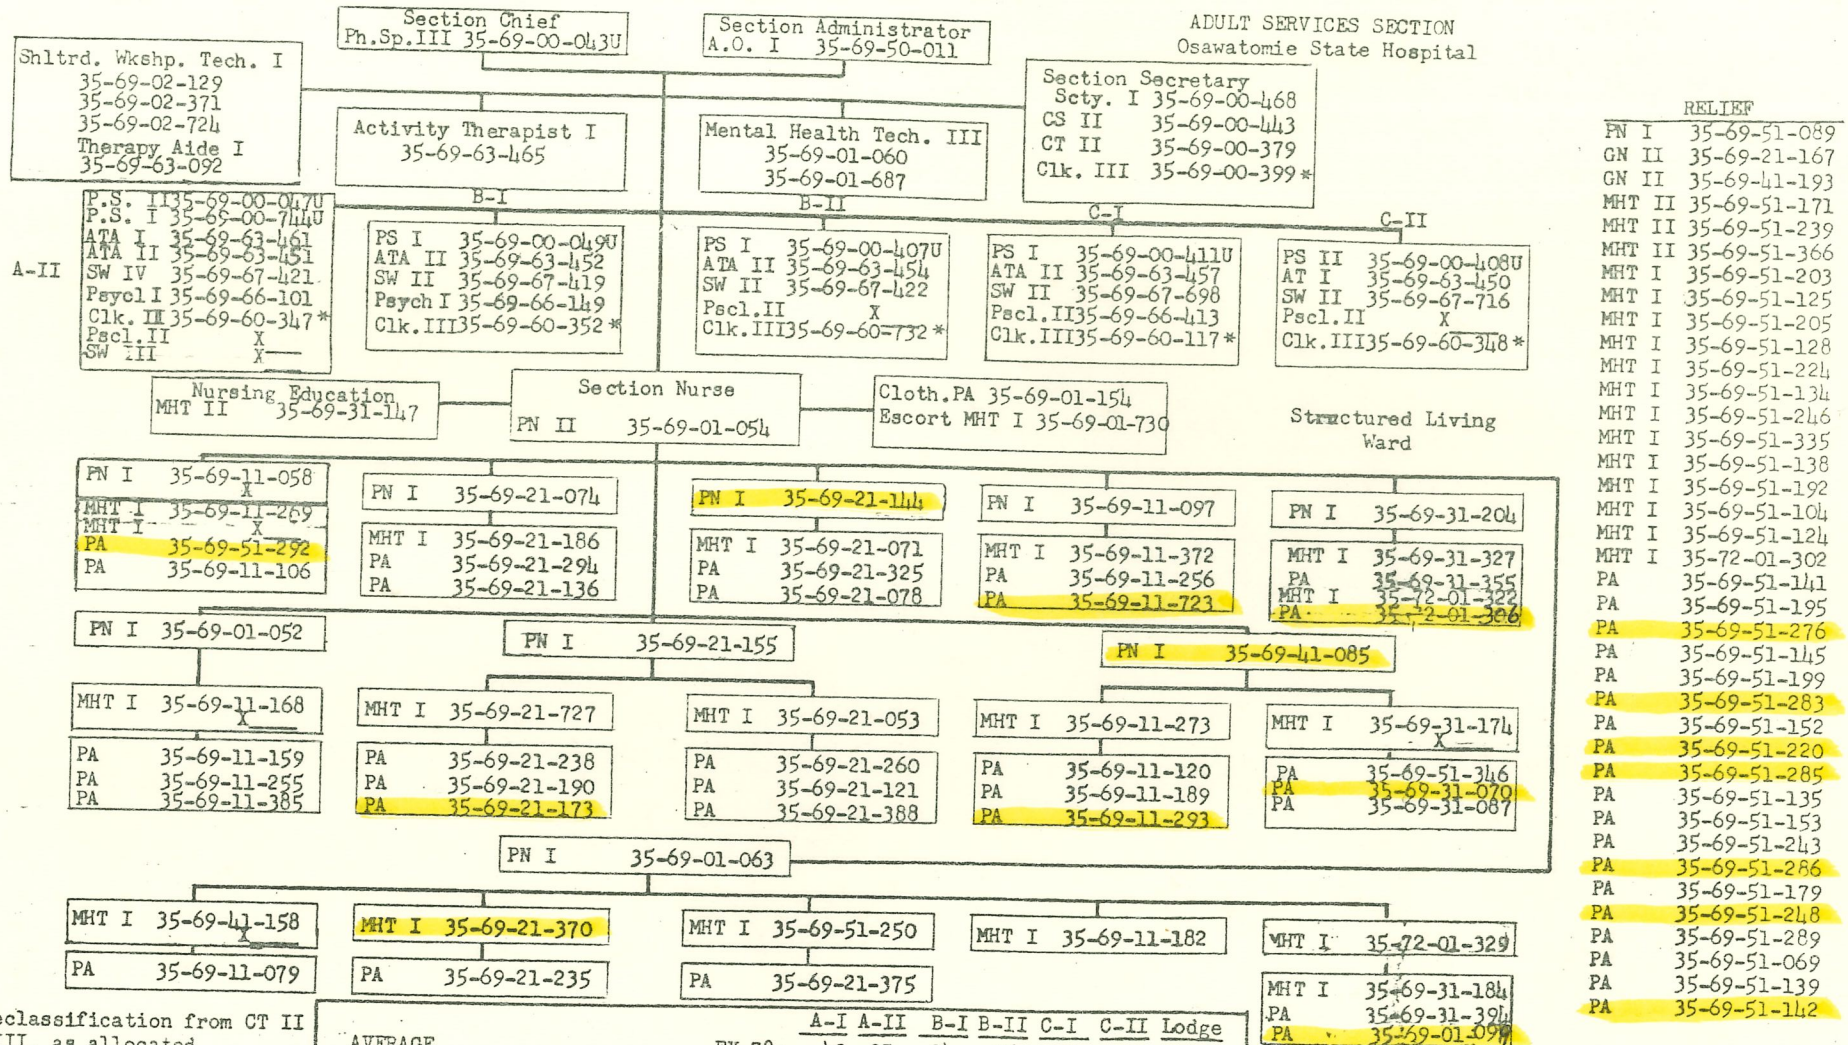 ADULT SERVICES SECTION
Osawatomie State Hospital
Section Chief
Ph.Sp.III 35-69-00-043U
Section Administrator
A.O. I 35-69-50-011
Shltrd. Wkshp. Tech. I
35-69-02-129
35-69-02-371
35-69-02-724
Therapy Aide I
35-69-63-092
Activity Therapist I
35-69-63-465
Mental Health Tech. III
35-69-01-060
35-69-01-687
Section Secretary
Scty. I 35-69-00-468
CS II 35-69-00-443
CT II 35-69-00-379
Clk. III 35-69-00-399*
A-II
P.S. II35-69-00-047U
P.S. I 35-69-00-744U
ATA I 35-69-63-461
ATA II 35-69-63-451
SW IV 35-69-67-421
Psycl I 35-69-66-101
Clk. III 35-69-60-347*
Pscl.II X
SW III X
B-I
PS I 35-69-00-049U
ATA II 35-69-63-452
SW II 35-69-67-419
Psych I 35-69-66-149
Clk.III35-69-60-352*
B-II
PS I 35-69-00-407U
ATA II 35-69-63-454
SW II 35-69-67-422
Pscl.II X
Clk.III35-69-60-732*
C-I
PS I 35-69-00-411U
ATA II 35-69-63-457
SW II 35-69-67-698
Pscl.II35-69-66-413
Clk.III35-69-60-117*
C-II
PS II 35-69-00-408U
AT I 35-69-63-450
SW II 35-69-67-716
Pscl.II X
Clk.III35-69-60-348*
Nursing Education
MHT II 35-69-31-147
Section Nurse
PN II 35-69-01-054
Cloth.PA 35-69-01-154
Escort MHT I 35-69-01-730
Structured Living
Ward
PN I 35-69-11-058
X
MHT I 35-69-11-269
MHT I X
PA 35-69-51-292
PA 35-69-11-106
PN I 35-69-21-074
MHT I 35-69-21-186
PA 35-69-21-294
PA 35-69-21-136
PN I 35-69-21-144
MHT I 35-69-21-071
PA 35-69-21-325
PA 35-69-21-078
PN I 35-69-11-097
MHT I 35-69-11-372
PA 35-69-11-256
PA 35-69-11-723
PN I 35-69-31-204
MHT I 35-69-31-327
PA 35-69-31-355
MHT I 35-72-01-322
PA
PN I 35-69-01-052
PN I 35-69-21-155
PN I 35-69-41-085
MHT I 35-69-11-168
X
PA 35-69-11-159
PA 35-69-11-255
PA 35-69-11-385
MHT I 35-69-21-727
PA 35-69-21-238
PA 35-69-21-190
PA 35-69-21-173
MHT I 35-69-21-053
PA 35-69-21-260
PA 35-69-21-121
PA 35-69-21-388
MHT I 35-69-11-273
PA 35-69-11-120
PA 35-69-11-189
PA 35-69-11-293
MHT I 35-69-31-174
X
PA 35-69-51-346
PA 35-69-31-070
PA 35-69-31-087
PN I 35-69-01-063
MHT I 35-69-41-158
X
PA 35-69-11-079
MHT I 35-69-21-370
PA 35-69-21-235
MHT I 35-69-51-250
PA 35-69-21-375
MHT I 35-69-11-182
MHT I 35-72-01-329
MHT I 35-69-31-184
PA 35-69-31-394
PA
RELIEF
PN I 35-69-51-089
GN II 35-69-21-167
GN II 35-69-41-193
MHT II 35-69-51-171
MHT II 35-69-51-239
MHT II 35-69-51-366
MHT I 35-69-51-203
MHT I 35-69-51-125
MHT I 35-69-51-205
MHT I 35-69-51-128
MHT I 35-69-51-224
MHT I 35-69-51-134
MHT I 35-69-51-246
MHT I 35-69-51-335
MHT I 35-69-51-138
MHT I 35-69-51-192
MHT I 35-69-51-104
MHT I 35-69-51-124
MHT I 35-72-01-302
PA 35-69-51-141
PA 35-69-51-195
PA 35-69-51-276
PA 35-69-51-145
PA 35-69-51-199
PA 35-69-51-283
PA 35-69-51-152
PA 35-69-51-220
PA 35-69-51-285
PA 35-69-51-135
PA 35-69-51-153
PA 35-69-51-243
PA 35-69-51-286
PA 35-69-51-179
PA 35-69-51-248
PA 35-69-51-289
PA 35-69-51-069
PA 35-69-51-139
PA 35-69-51-142
eclassification from CT II
III, as allocated
A-I A-II B-I B-II C-I C-II Lodge
AVERAGE